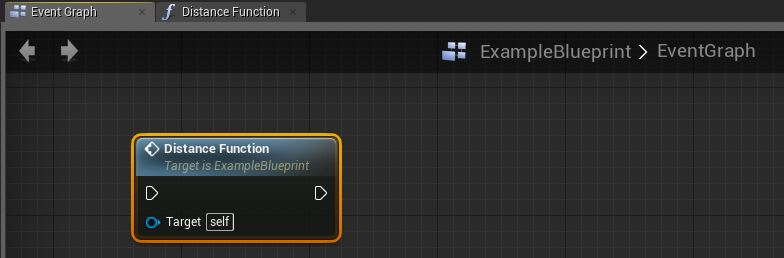 Event Graph
Distance Function
ExampleBlueprint > EventGraph
Distance Function
Target is ExampleBlueprint
Target self